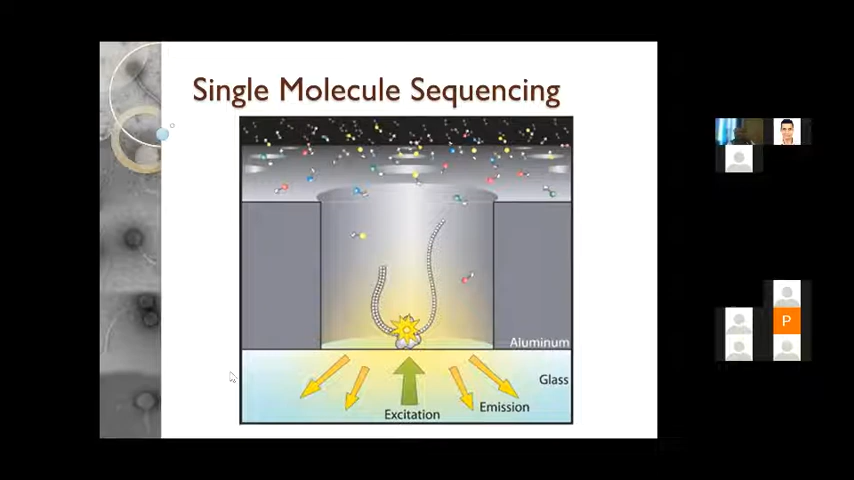 Single Molecule Sequencing
Aluminum
Glass
Emission
Excitation
P